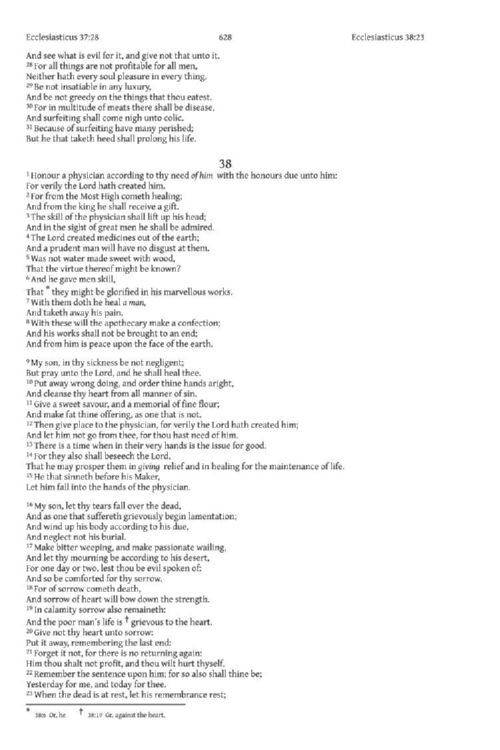 Ecclesiasticus 37:28 628 Ecclesiasticus 38:23
And see what is evil for it, and give not that unto it.
28 For all things are not profitable for all men,
Neither hath every soul pleasure in every thing.
29 Be not insatiable in any luxury,
And be not greedy on the things that thou eatest.
30 For in multitude of meats there shall be disease,
And surfeiting shall come nigh unto colic.
31 Because of surfeiting have many perished;
But he that taketh heed shall prolong his life.
38
1 Honour a physician according to thy need of him with the honours due unto him:
For verily the Lord hath created him.
2 For from the Most High cometh healing;
And from the king he shall receive a gift.
3 The skill of the physician shall lift up his head;
And in the sight of great men he shall be admired.
4 The Lord created medicines out of the earth;
And a prudent man will have no disgust at them.
5 Was not water made sweet with wood,
That the virtue thereof might be known?
6 And he gave men skill,
That * they might be glorified in his marvellous works.
7 With them doth he heal a man,
And taketh away his pain.
8 With these will the apothecary make a confection;
And his works shall not be brought to an end;
And from him is peace upon the face of the earth.
9 My son, in thy sickness be not negligent;
But pray unto the Lord, and he shall heal thee.
10 Put away wrong doing, and order thine hands aright,
And cleanse thy heart from all manner of sin.
11 Give a sweet savour, and a memorial of fine flour;
And make fat thine offering, as one that is not.
12 Then give place to the physician, for verily the Lord hath created him;
And let him not go from thee, for thou hast need of him.
13 There is a time when in their very hands is the issue for good.
14 For they also shall beseech the Lord,
That he may prosper them in giving relief and in healing for the maintenance of life.
15 He that sinneth before his Maker,
Let him fall into the hands of the physician.
16 My son, let thy tears fall over the dead,
And as one that suffereth grievously begin lamentation;
And wind up his body according to his due,
And neglect not his burial.
17 Make bitter weeping, and make passionate wailing,
And let thy mourning be according to his desert,
For one day or two, lest thou be evil spoken of:
And so be comforted for thy sorrow.
18 For of sorrow cometh death,
And sorrow of heart will bow down the strength.
19 In calamity sorrow also remaineth:
And the poor man's life is † grievous to the heart.
20 Give not thy heart unto sorrow:
Put it away, remembering the last end:
21 Forget it not, for there is no returning again:
Him thou shalt not profit, and thou wilt hurt thyself.
22 Remember the sentence upon him; for so also shall thine be;
Yesterday for me, and today for thee.
23 When the dead is at rest, let his remembrance rest;
* 38:6 Or, he † 38:19 Gr. against the heart.